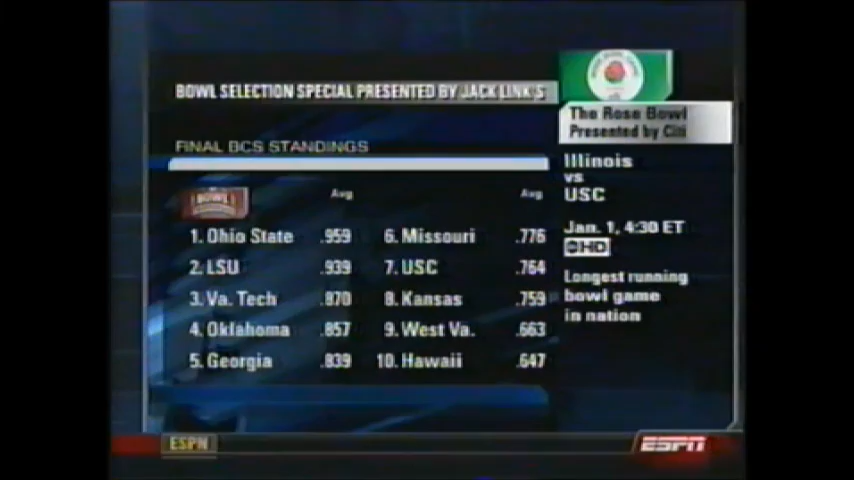 BOWL SELECTION SPECIAL PRESENTED BY JACK LINK'S
FINAL BCS STANDINGS
BOWL
Avg Avg
1. Ohio State .959 6. Missouri .776
2. LSU .939 7. USC .764
3. Va. Tech .870 8. Kansas .759
4. Oklahoma .857 9. West Va. .663
5. Georgia .839 10. Hawaii .647
The Rose Bowl
Presented by Citi
Illinois
vs
USC
Jan. 1, 4:30 ET
abc HD
Longest running
bowl game
in nation
ESPN
ESPN